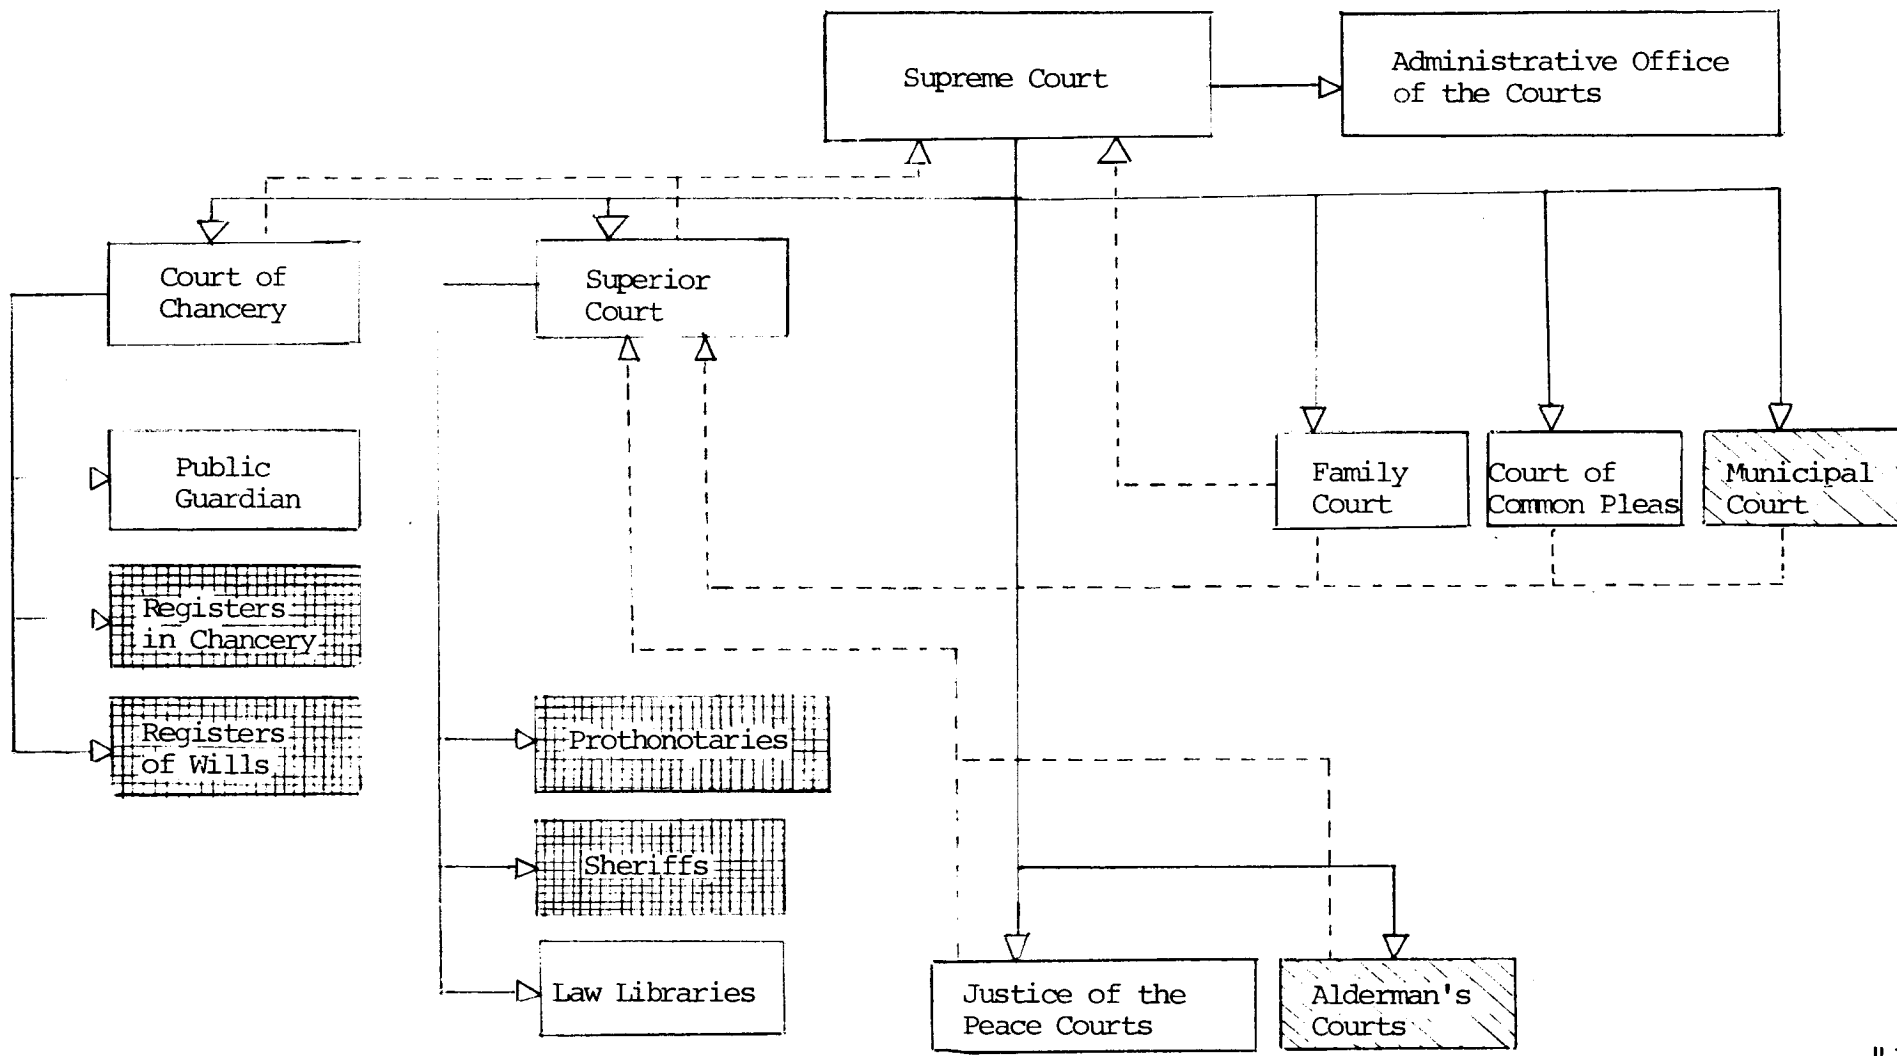 Supreme Court
Administrative Office
of the Courts
Court of
Chancery
Superior
Court
Public
Guardian
Family
Court
Court of
Common Pleas
Municipal
Court
Registers
in Chancery
Registers
of Wills
Prothonotaries
Sheriffs
Law Libraries
Justice of the
Peace Courts
Alderman's
Courts